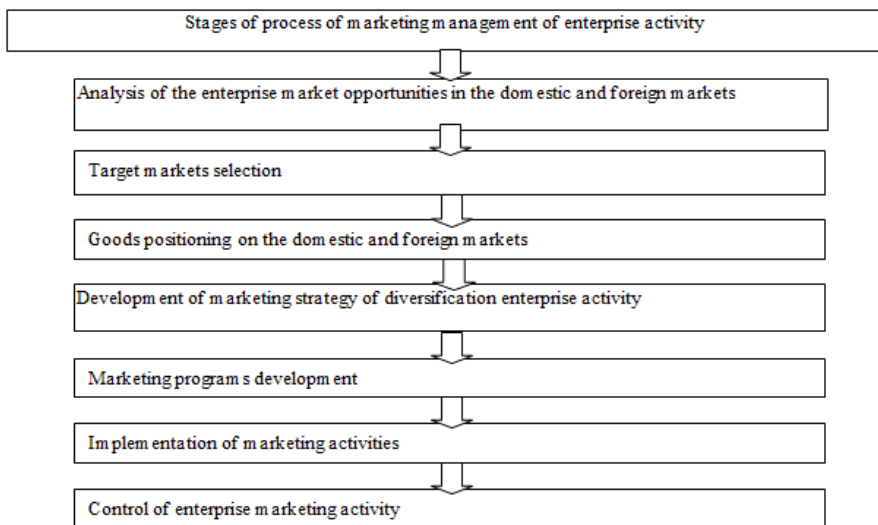 Stages of process of marketing management of enterprise activity
Analysis of the enterprise market opportunities in the domestic and foreign markets
Target markets selection
Goods positioning on the domestic and foreign markets
Development of marketing strategy of diversification enterprise activity
Marketing programs development
Implementation of marketing activities
Control of enterprise marketing activity